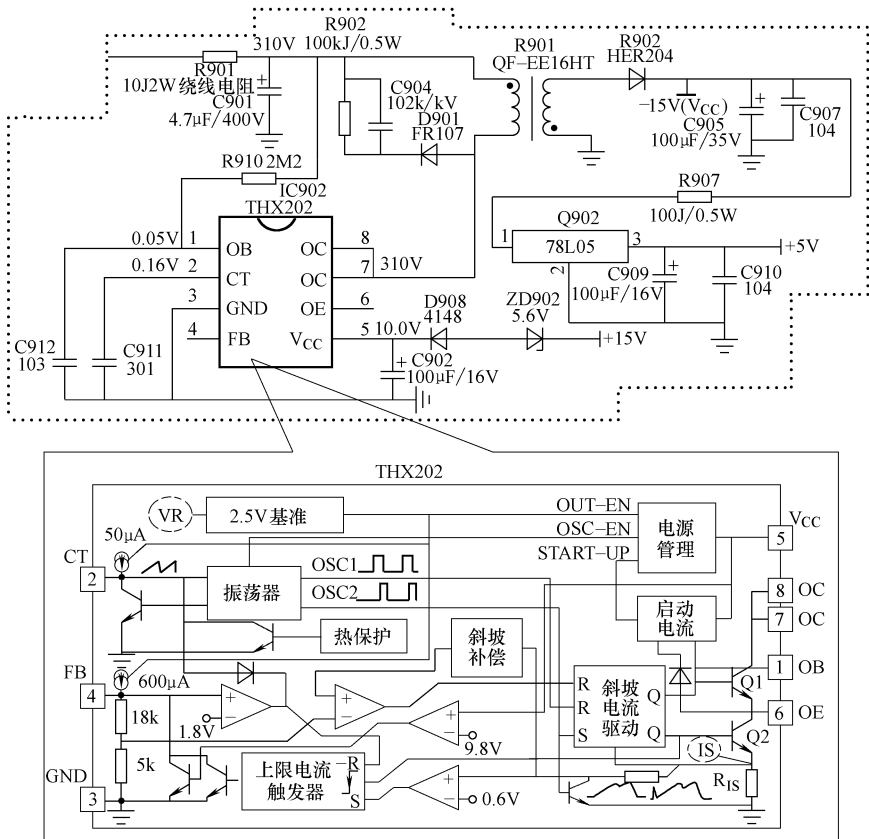 R902
100kJ/0.5W
310V
R901
10J2W 绕线电阻
C901
4.7μF/400V
C904
102k/kV
D901
FR107
R901
QF-EE16HT
R902
HER204
-15V(VCC)
C905
100μF/35V
C907
104
R910 2M2
IC902
THX202
R907
100J/0.5W
Q902
1 78L05 3
2
+5V
C909
100μF/16V
C910
104
0.05V 1 OB OC 8
0.16V 2 CT OC 7 310V
3 GND OE 6
4 FB VCC 5 10.0V
D908
4148
ZD902
5.6V
+15V
C912
103
C911
301
C902
100μF/16V
THX202
VR
2.5V基准
OUT-EN
OSC-EN
START-UP
电源
管理
5 VCC
50μA
CT
2
振荡器
OSC1
OSC2
启动
电流
8 OC
7 OC
热保护
斜坡
补偿
1 OB
Q1
6 OE
FB
4
600μA
18k
5k
+
−
1.8V
+
−
+
−
9.8V
R
R
S
斜坡
电流
驱动
Q
Q
Q2
IS
RIS
GND
3
上限电流
触发器
R
S
+
−
0.6V